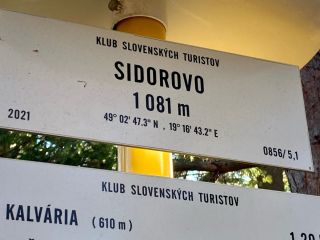 KLUB SLOVENSKÝCH TURISTOV
SIDOROVO
1 081 m
49° 02' 47.3" N , 19° 16' 43.2" E
2021
0856/5,1
KLUB SLOVENSKÝCH TURISTOV
KALVÁRIA (610 m)